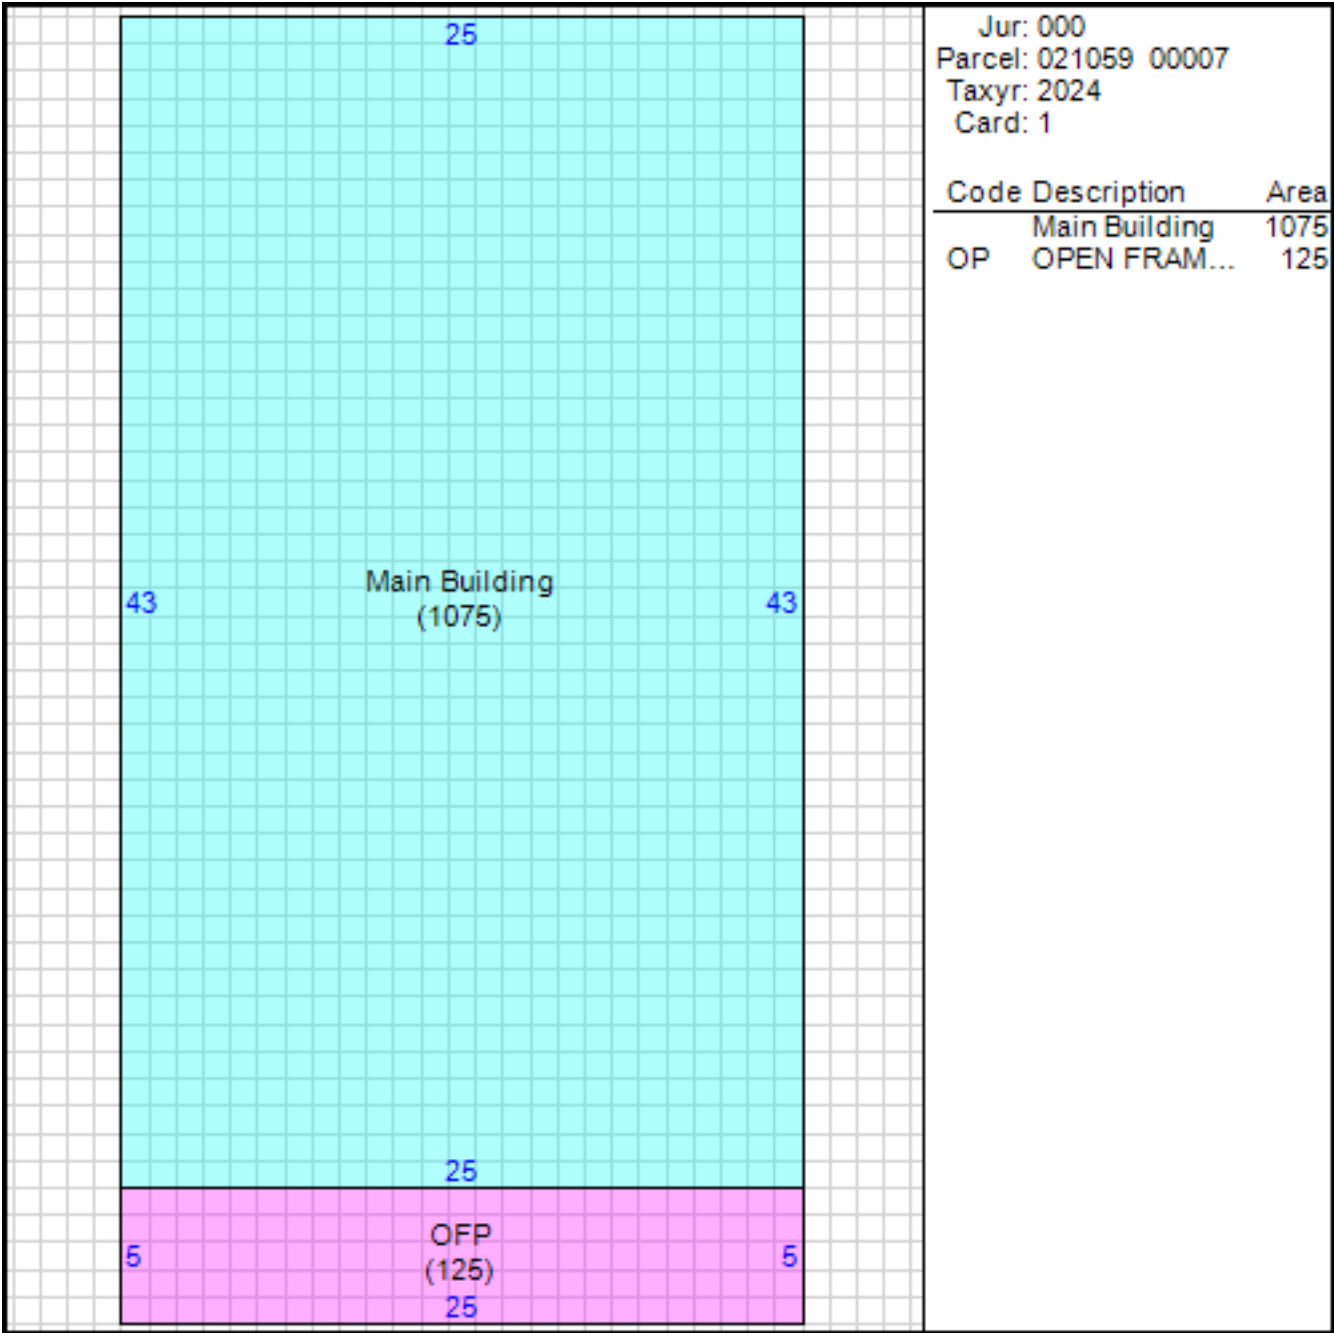 25
43
Main Building
(1075)
43
25
OFP
(125)
5
5
25
Jur: 000
Parcel: 021059 00007
Taxyr: 2024
Card: 1
Code Description Area
Main Building 1075
OP OPEN FRAM... 125